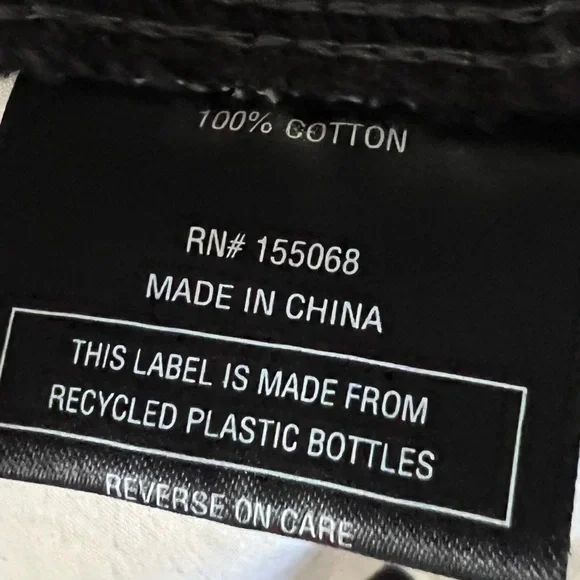 100% COTTON
RN# 155068
MADE IN CHINA
THIS LABEL IS MADE FROM
RECYCLED PLASTIC BOTTLES
REVERSE ON CARE